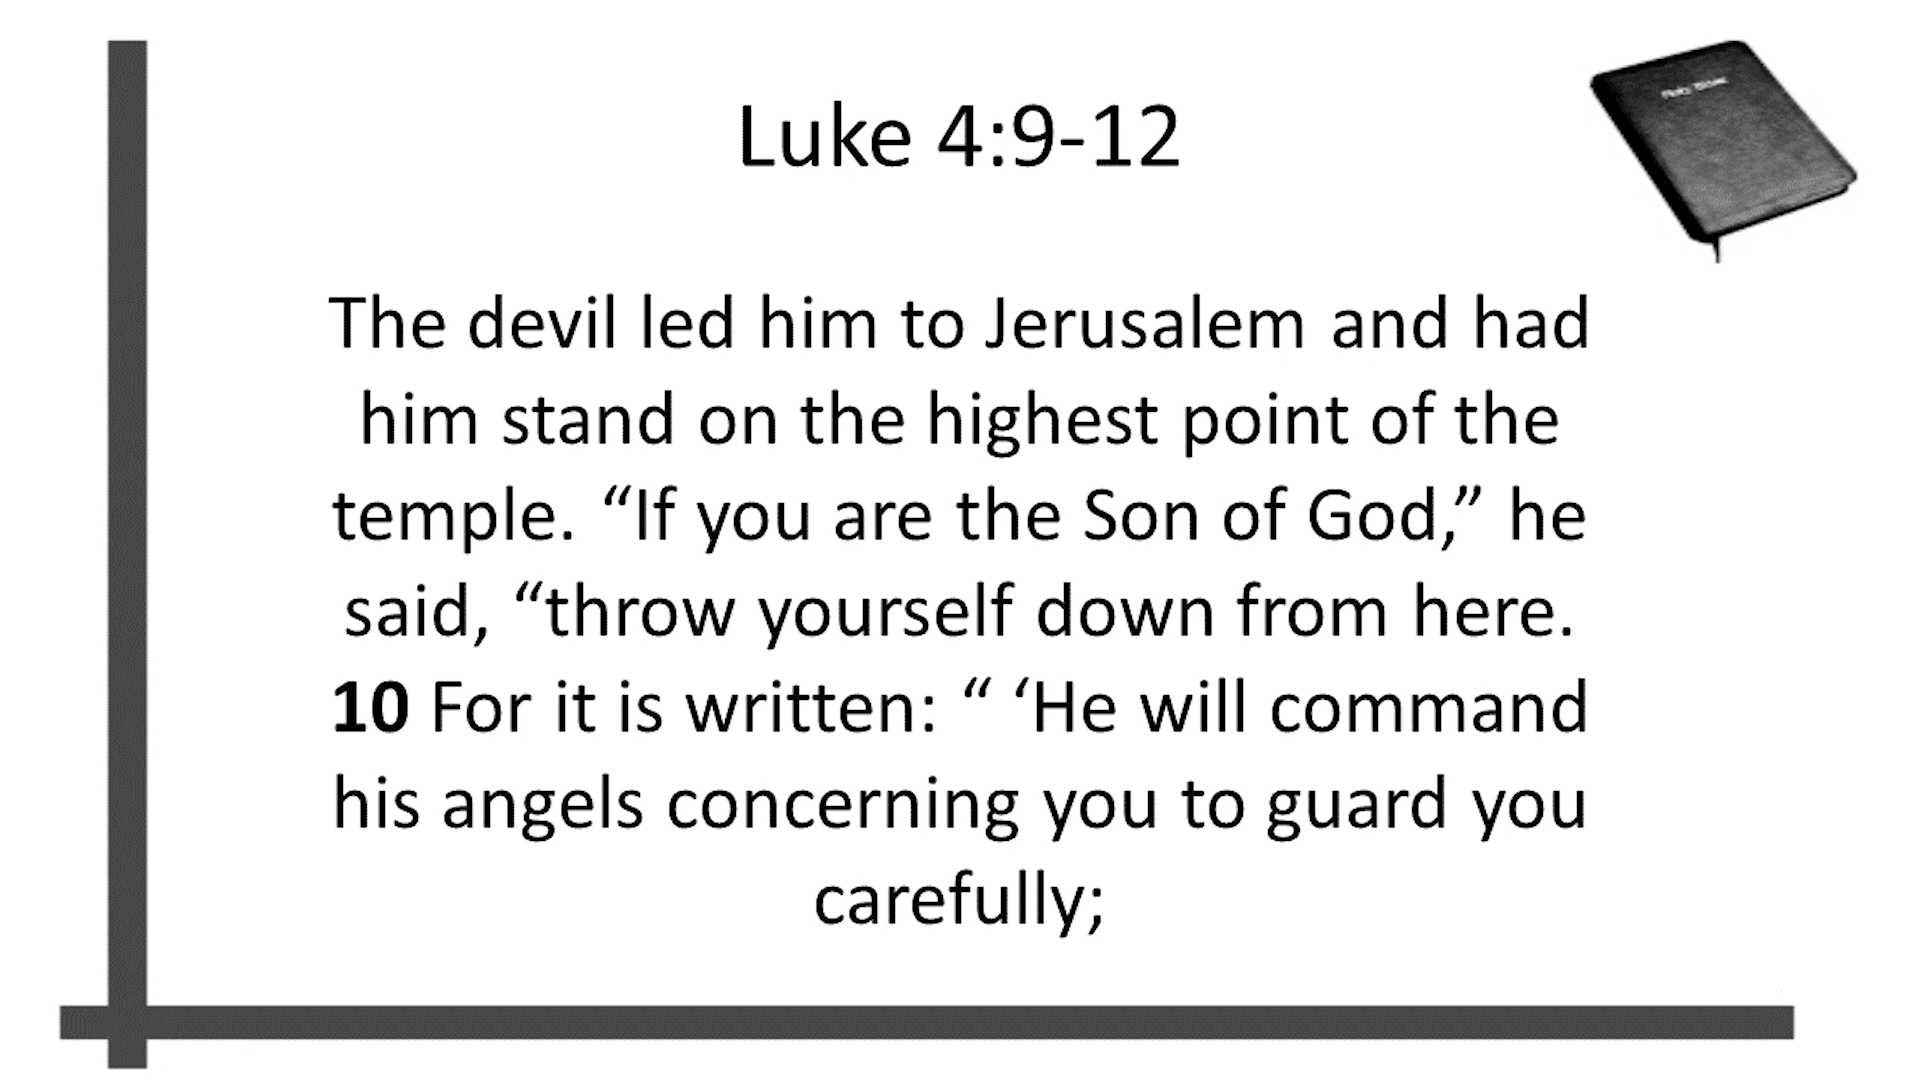 Holy Bible
Luke 4:9-12
The devil led him to Jerusalem and had
him stand on the highest point of the
temple. “If you are the Son of God,” he
said, “throw yourself down from here.
10 For it is written: “ ‘He will command
his angels concerning you to guard you
carefully;